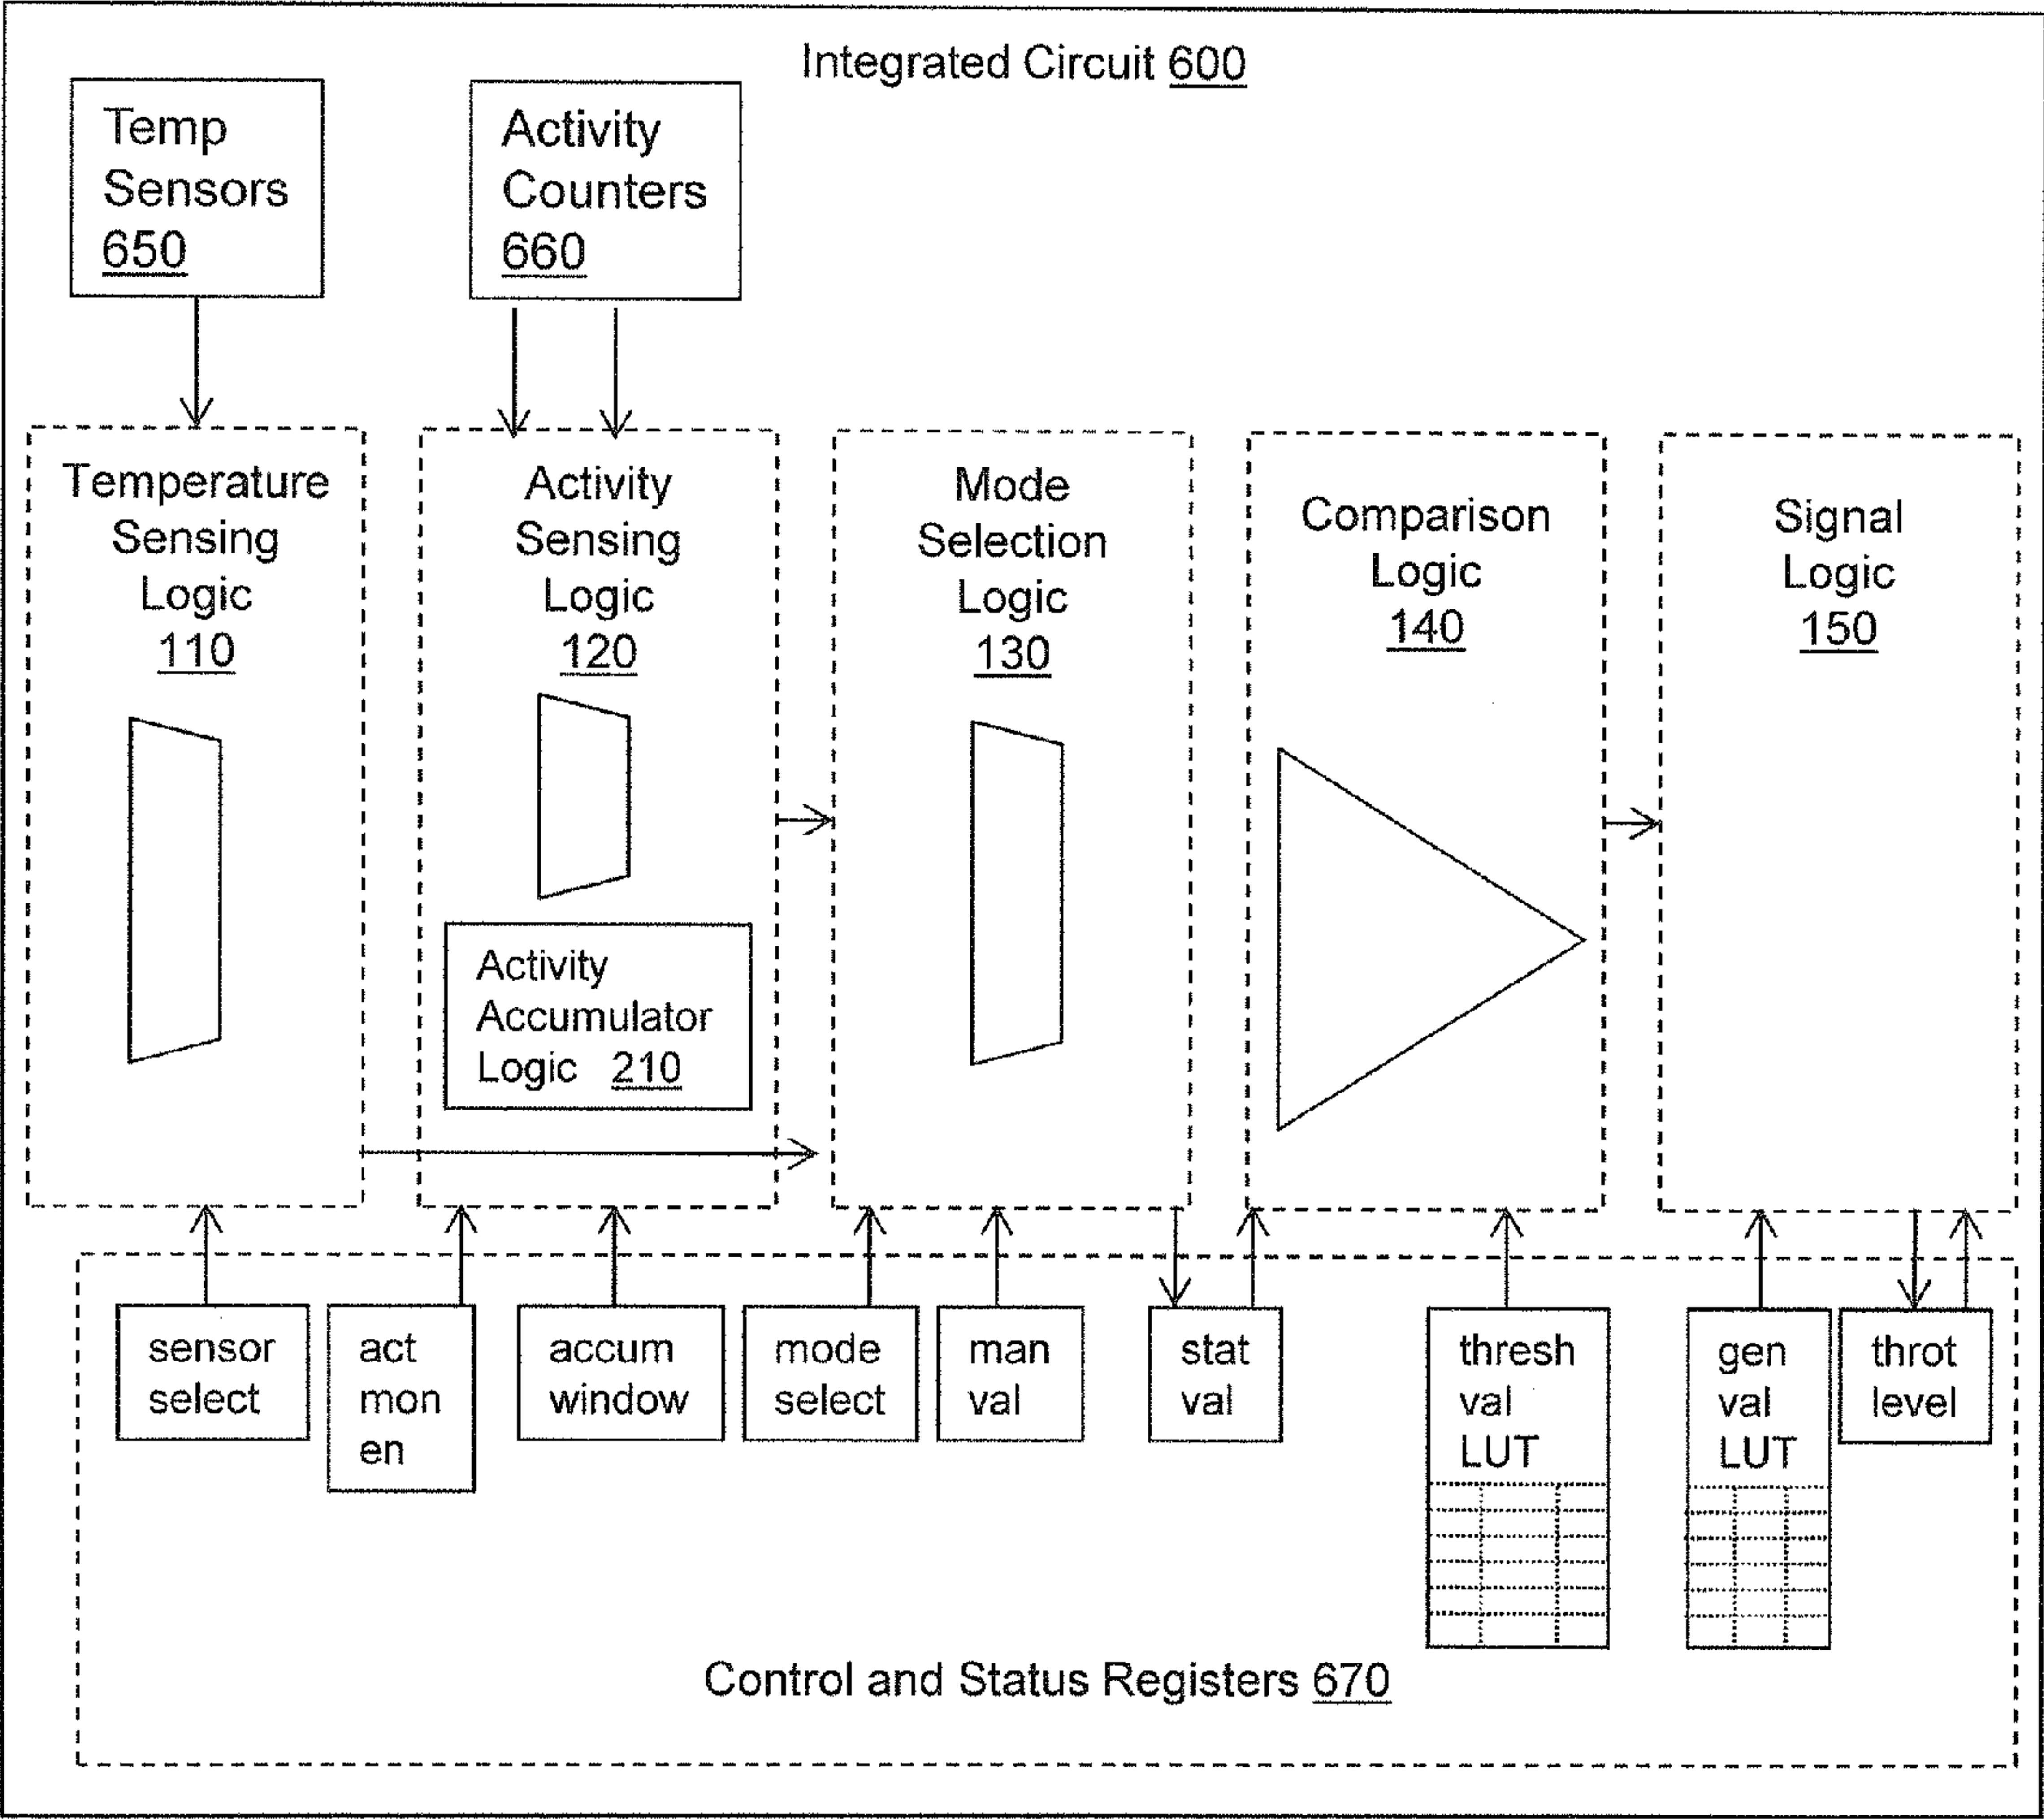 Integrated Circuit 600
Temp
Sensors
650
Activity
Counters
660
Temperature
Sensing
Logic
110
Activity
Sensing
Logic
120
Activity
Accumulator
Logic 210
Mode
Selection
Logic
130
Comparison
Logic
140
Signal
Logic
150
sensor
select
act
mon
en
accum
window
mode
select
man
val
stat
val
thresh
val
LUT
gen
val
LUT
throt
level
Control and Status Registers 670